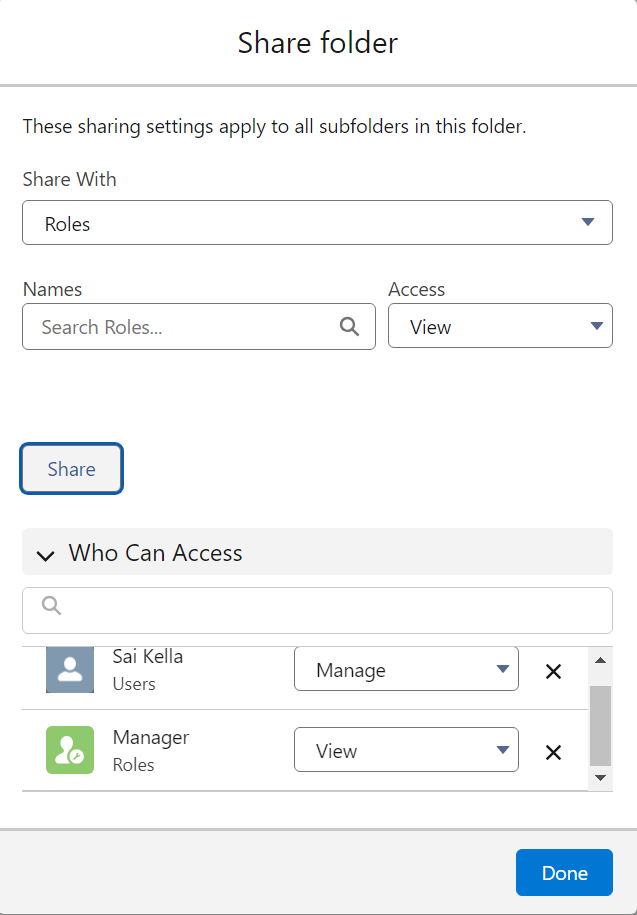 Share folder
These sharing settings apply to all subfolders in this folder.
Share With
Roles
Names Access
Search Roles... View
Share
Who Can Access
Sai Kella
Users
Manage
Manager
Roles
View
Done